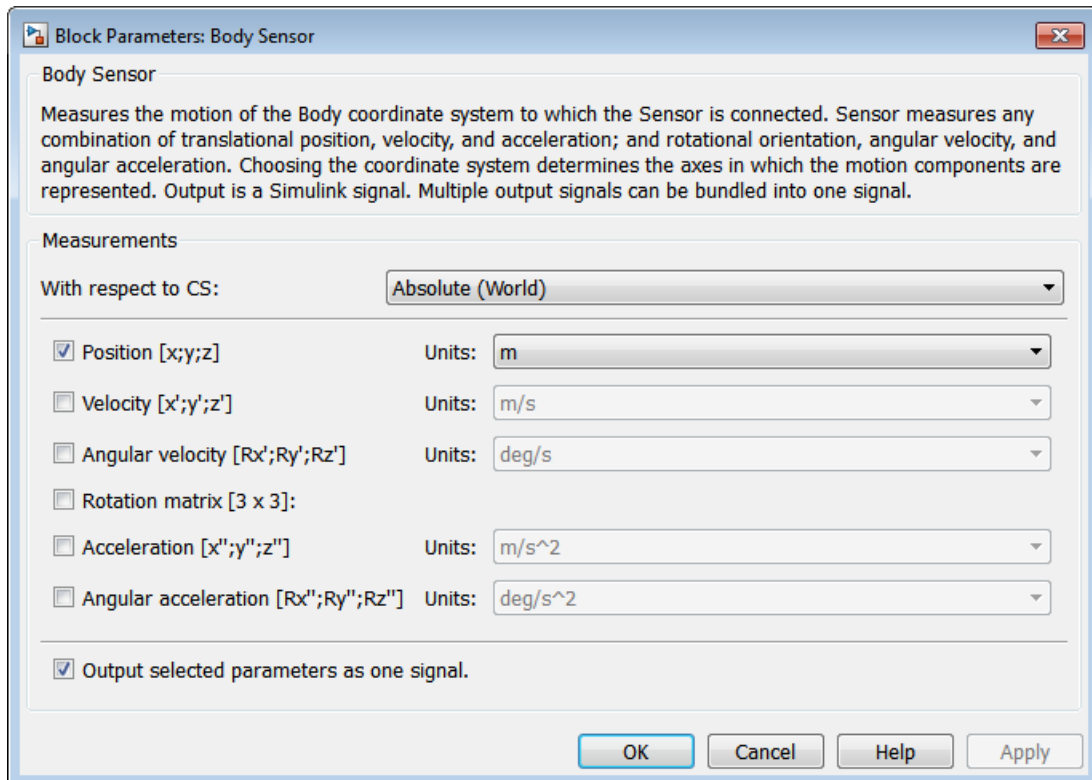 Block Parameters: Body Sensor
Body Sensor
Measures the motion of the Body coordinate system to which the Sensor is connected. Sensor measures any
combination of translational position, velocity, and acceleration; and rotational orientation, angular velocity, and
angular acceleration. Choosing the coordinate system determines the axes in which the motion components are
represented. Output is a Simulink signal. Multiple output signals can be bundled into one signal.
Measurements
With respect to CS: Absolute (World)
Position [x;y;z] Units: m
Velocity [x';y';z'] Units: m/s
Angular velocity [Rx';Ry';Rz'] Units: deg/s
Rotation matrix [3 x 3]:
Acceleration [x'';y'';z''] Units: m/s^2
Angular acceleration [Rx'';Ry'';Rz''] Units: deg/s^2
Output selected parameters as one signal.
OK Cancel Help Apply